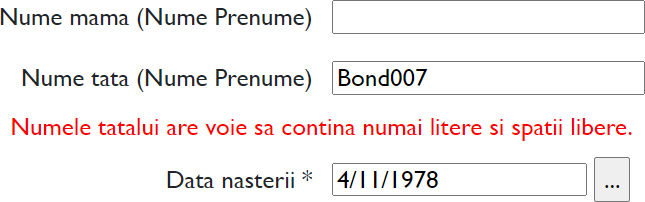 Nume mama (Nume Prenume)
Nume tata (Nume Prenume) Bond007
Numele tatalui are voie sa contina numai litere si spatii libere.
Data nasterii * 4/11/1978 ...